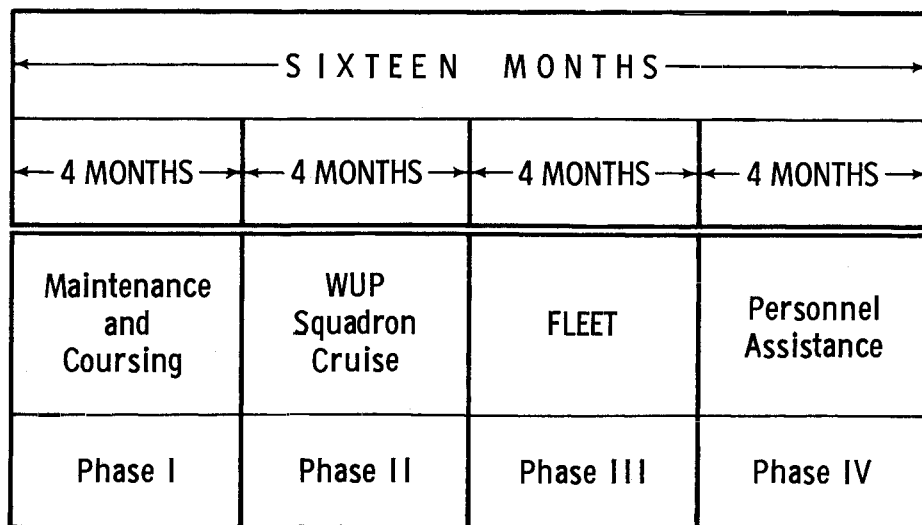 SIXTEEN MONTHS
4 MONTHS 4 MONTHS 4 MONTHS 4 MONTHS
Maintenance
and
Coursing
WUP
Squadron
Cruise
FLEET
Personnel
Assistance
Phase I Phase II Phase III Phase IV